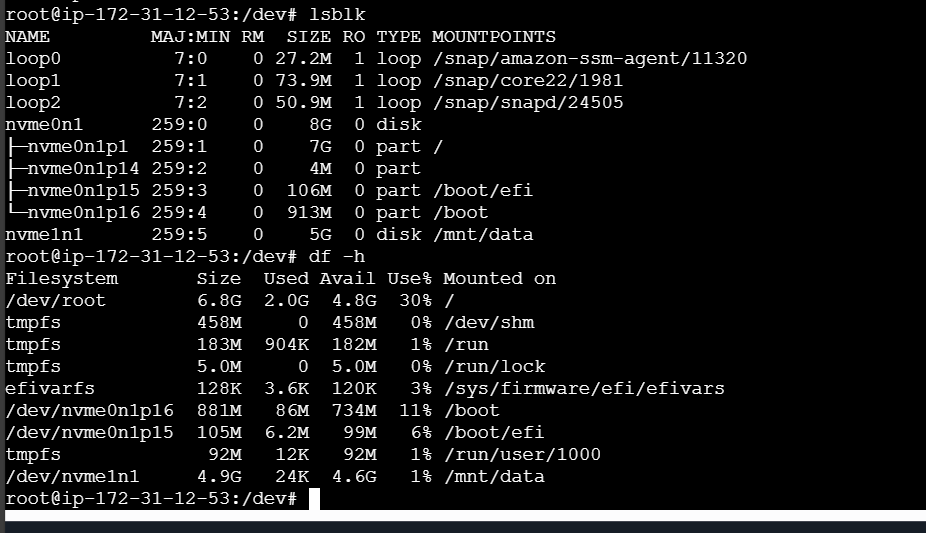 root@ip-172-31-12-53:/dev# lsblk
NAME         MAJ:MIN RM   SIZE RO TYPE MOUNTPOINTS
loop0          7:0    0  27.2M  1 loop /snap/amazon-ssm-agent/11320
loop1          7:1    0  73.9M  1 loop /snap/core22/1981
loop2          7:2    0  50.9M  1 loop /snap/snapd/24505
nvme0n1      259:0    0     8G  0 disk
├─nvme0n1p1  259:1    0     7G  0 part /
├─nvme0n1p14 259:2    0     4M  0 part
├─nvme0n1p15 259:3    0   106M  0 part /boot/efi
└─nvme0n1p16 259:4    0   913M  0 part /boot
nvme1n1      259:5    0     5G  0 disk /mnt/data
root@ip-172-31-12-53:/dev# df -h
Filesystem       Size  Used Avail Use% Mounted on
/dev/root        6.8G  2.0G  4.8G  30% /
tmpfs            458M     0  458M   0% /dev/shm
tmpfs            183M  904K  182M   1% /run
tmpfs            5.0M     0  5.0M   0% /run/lock
efivarfs         128K  3.6K  120K   3% /sys/firmware/efi/efivars
/dev/nvme0n1p16  881M   86M  734M  11% /boot
/dev/nvme0n1p15  105M  6.2M   99M   6% /boot/efi
tmpfs             92M   12K   92M   1% /run/user/1000
/dev/nvme1n1     4.9G   24K  4.6G   1% /mnt/data
root@ip-172-31-12-53:/dev#